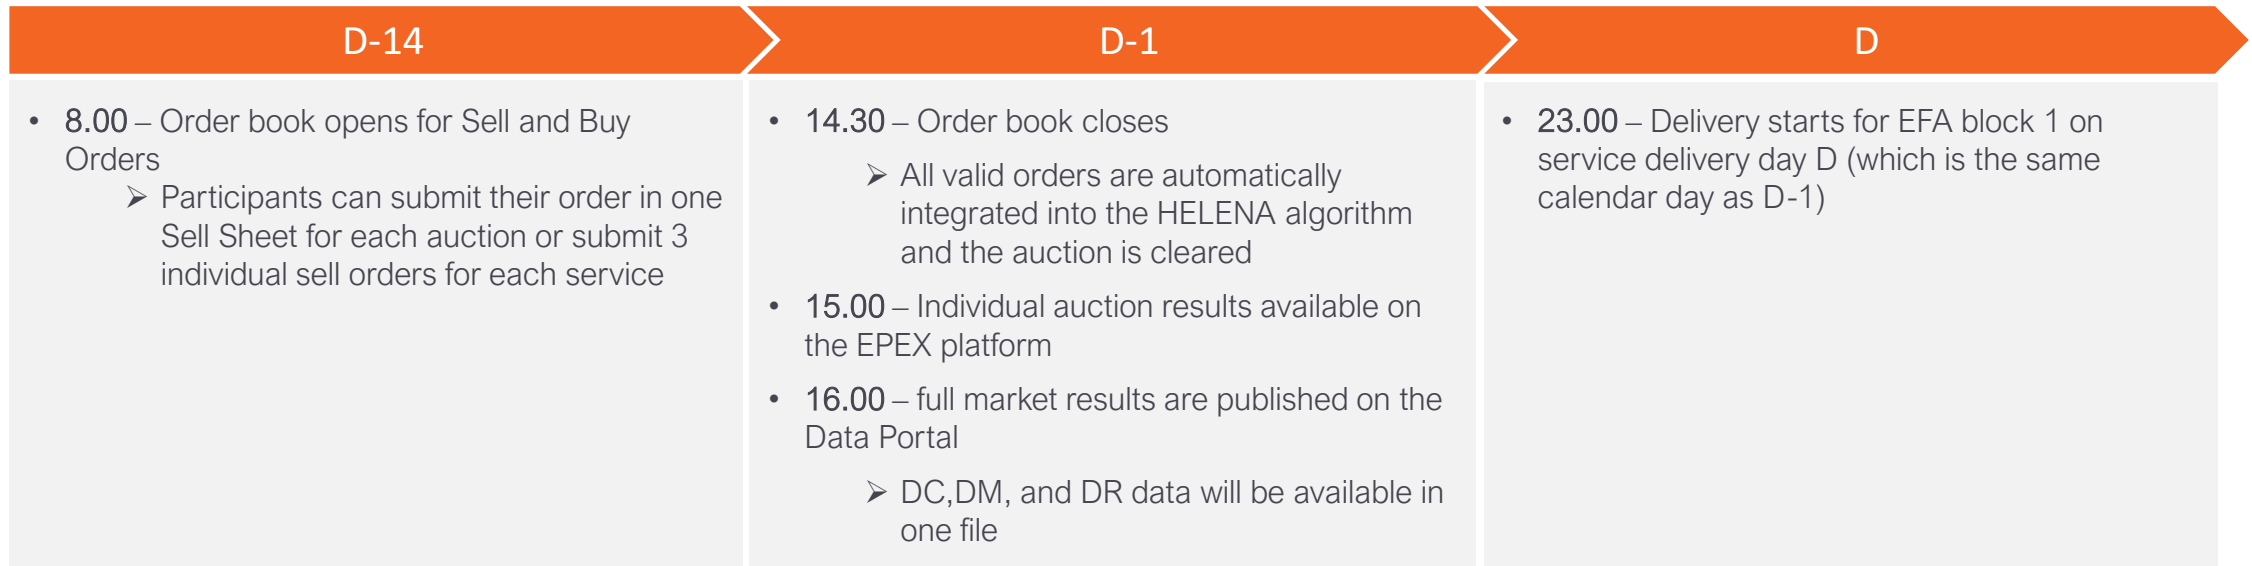 D-14
D-1
D
• 8.00 – Order book opens for Sell and Buy
Orders
➢ Participants can submit their order in one
Sell Sheet for each auction or submit 3
individual sell orders for each service
• 14.30 – Order book closes
➢ All valid orders are automatically
integrated into the HELENA algorithm
and the auction is cleared
• 15.00 – Individual auction results available on
the EPEX platform
• 16.00 – full market results are published on the
Data Portal
➢ DC,DM, and DR data will be available in
one file
• 23.00 – Delivery starts for EFA block 1 on
service delivery day D (which is the same
calendar day as D-1)